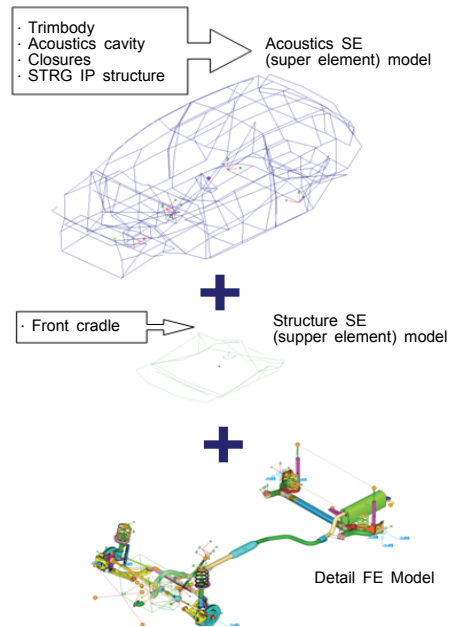 · Trimbody
· Acoustics cavity
· Closures
· STRG IP structure
Acoustics SE
(super element) model
· Front cradle
Structure SE
(supper element) model
Detail FE Model